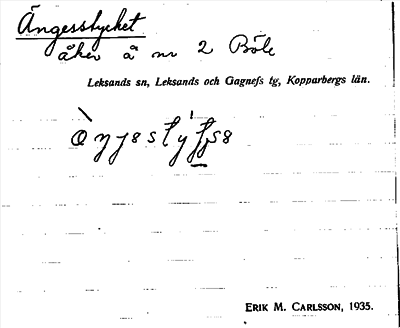 Ängesstycket
åker å nr 2 Böle
Leksands sn, Leksands och Gagnefs tg, Kopparbergs län.
ERIK M. CARLSSON, 1935.